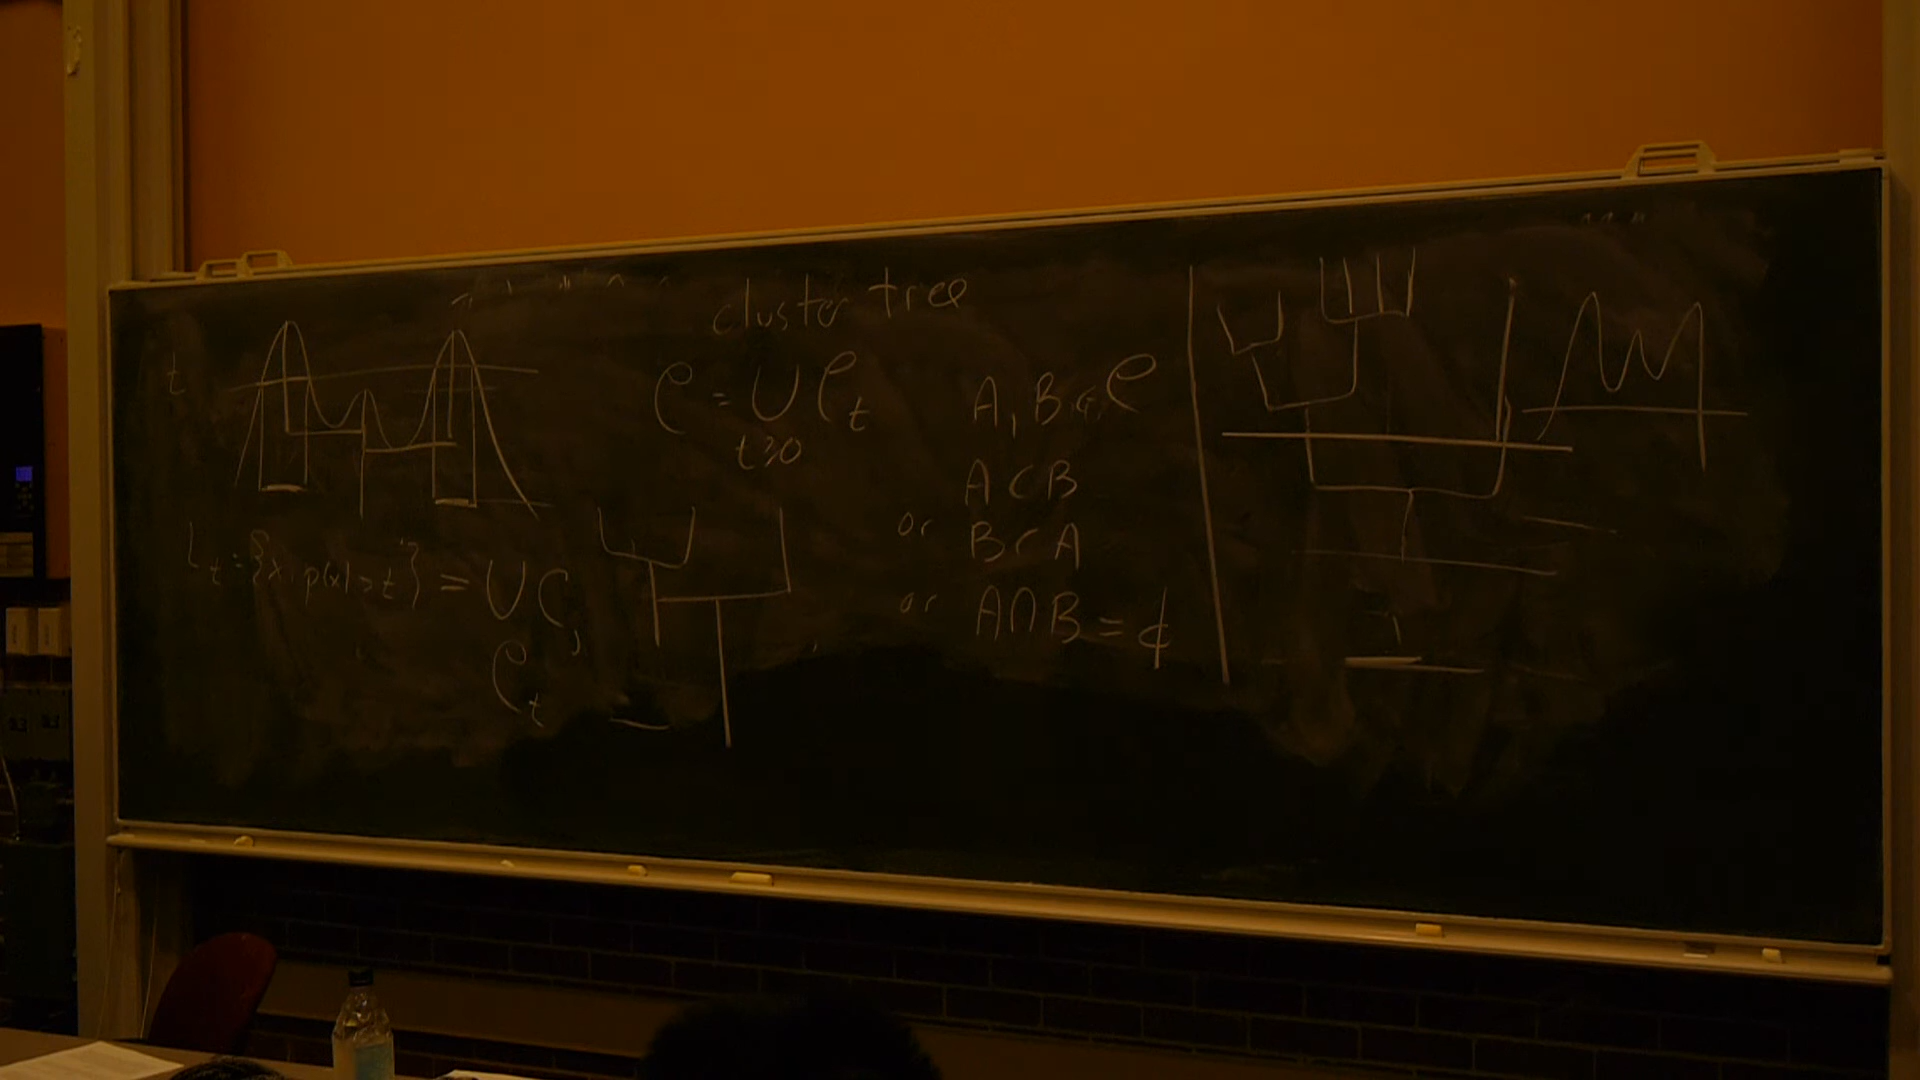 cluster tree
t
𝒞 = ∪ 𝒞_t
t≥0
A, B ∈ 𝒞
A ⊂ B
or B ⊂ A
or A ∩ B = ∅
L_t = {x: p(x) > t} = ∪ C_j
𝒞_t